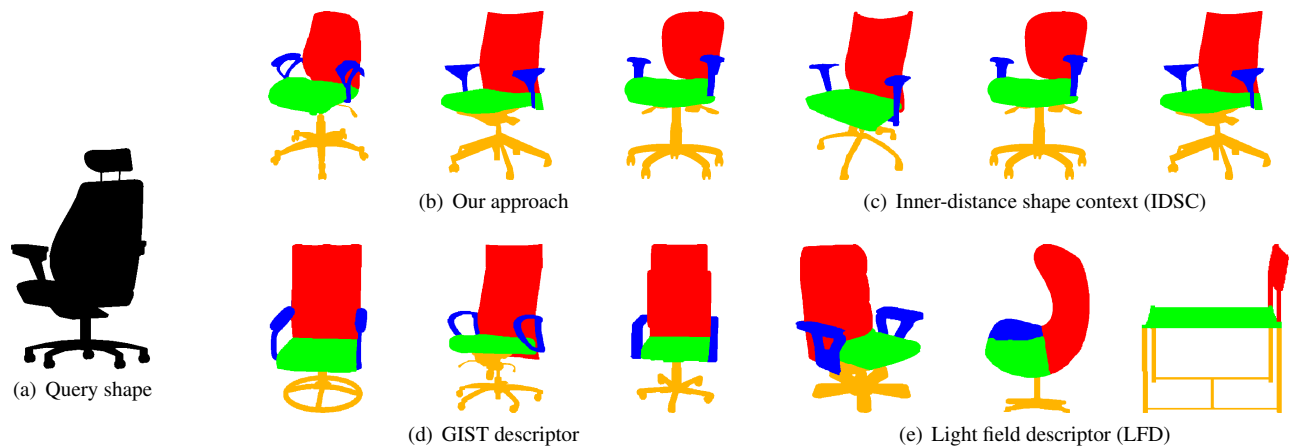 (a) Query shape
(b) Our approach
(c) Inner-distance shape context (IDSC)
(d) GIST descriptor
(e) Light field descriptor (LFD)